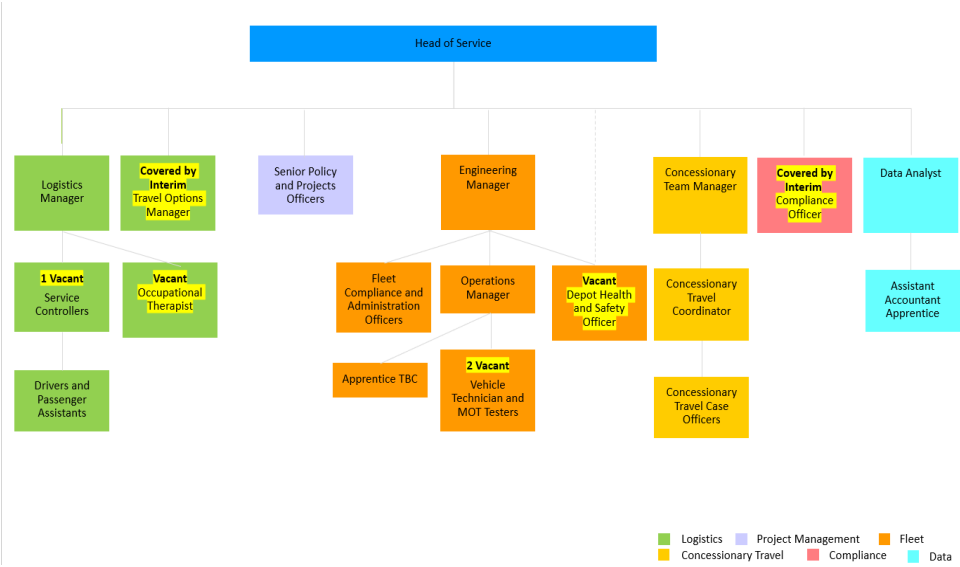 Head of Service
Logistics
Manager
Covered by
Interim
Travel Options
Manager
Senior Policy
and Projects
Officers
Engineering
Manager
Concessionary
Team Manager
Covered by
Interim
Compliance
Officer
Data Analyst
1 Vacant
Service
Controllers
Vacant
Occupational
Therapist
Fleet
Compliance and
Administration
Officers
Operations
Manager
Vacant
Depot Health
and Safety
Officer
Concessionary
Travel
Coordinator
Assistant
Accountant
Apprentice
Drivers and
Passenger
Assistants
Apprentice TBC
2 Vacant
Vehicle
Technician and
MOT Testers
Concessionary
Travel Case
Officers
Logistics Project Management Fleet
Concessionary Travel Compliance Data